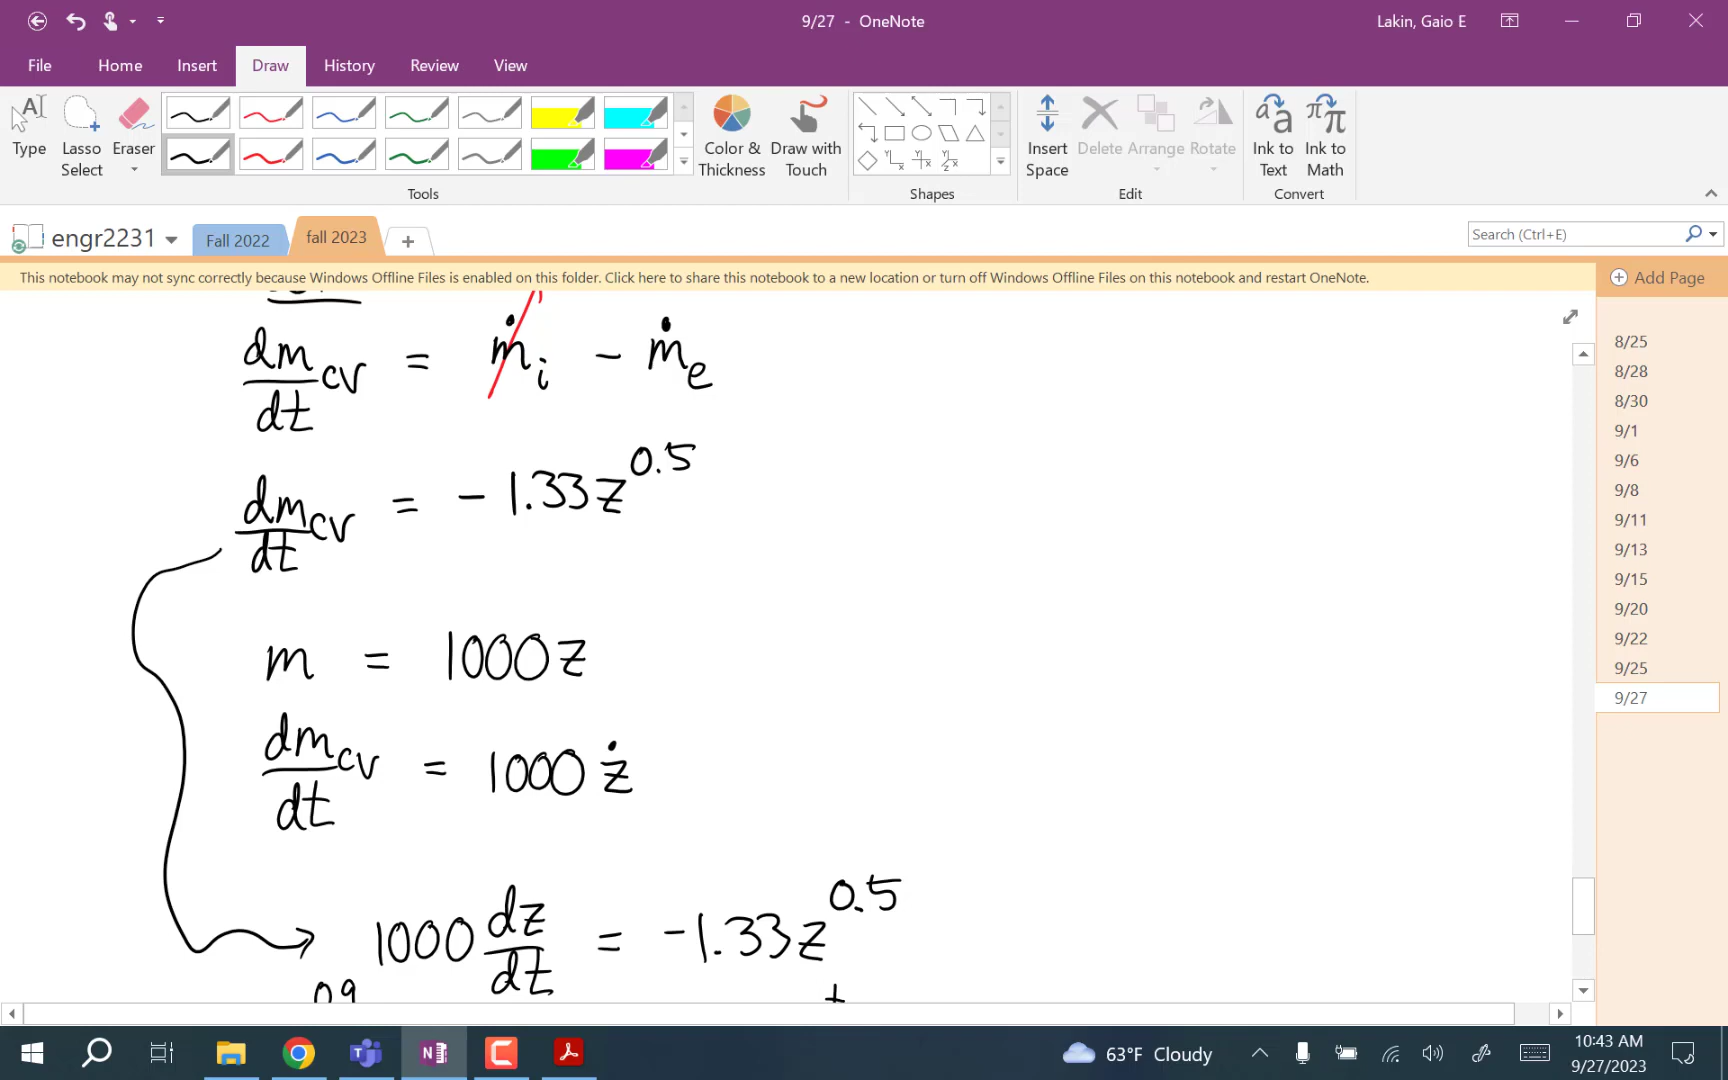 9/27 - OneNote
Lakin, Gaio E
File Home Insert Draw History Review View
Type
Lasso Select
Eraser
Color & Thickness
Draw with Touch
Insert Space
Delete
Arrange
Rotate
Ink to Text
Ink to Math
Tools Shapes Edit Convert
engr2231
Fall 2022
fall 2023
+
Search (Ctrl+E)
This notebook may not sync correctly because Windows Offline Files is enabled on this folder. Click here to share this notebook to a new location or turn off Windows Offline Files on this notebook and restart OneNote.
Add Page
8/25
8/28
8/30
9/1
9/6
9/8
9/11
9/13
9/15
9/20
9/22
9/25
9/27
dm/dt cv = ṁi - ṁe
dm/dt cv = - 1.33z^0.5
m = 1000z
dm/dt cv = 1000 ż
1000 dz/dt = -1.33z^0.5
09 t
63°F Cloudy
10:43 AM
9/27/2023